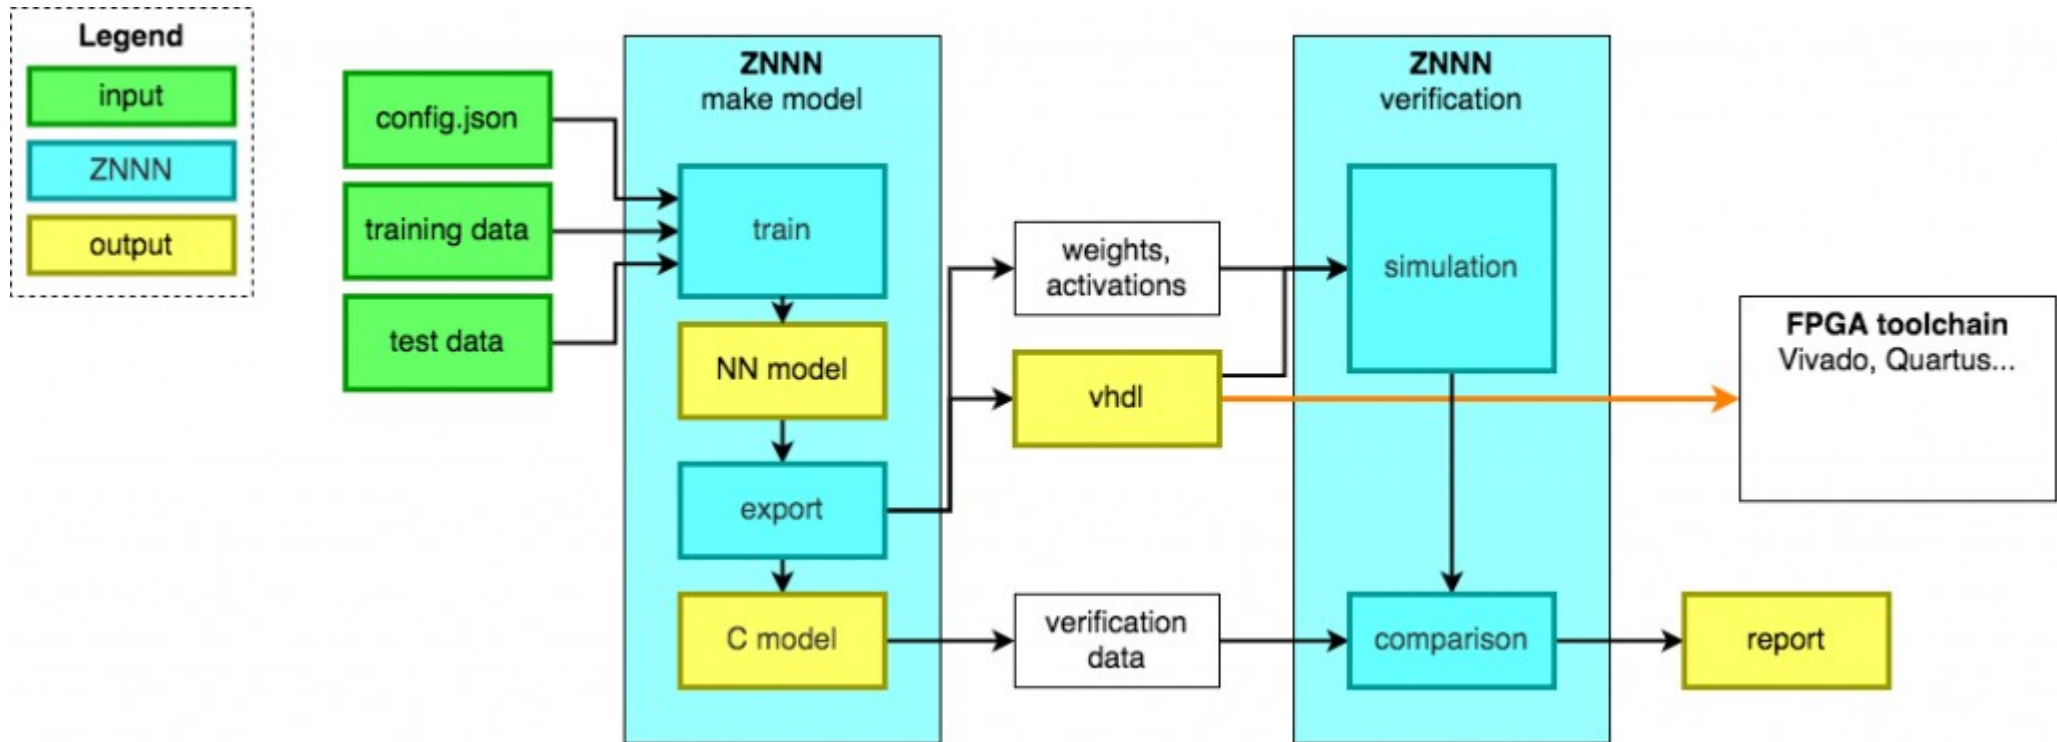 Legend
input
ZNNN
output
config.json
training data
test data
ZNNN
make model
train
NN model
export
C model
weights,
activations
vhdl
verification
data
ZNNN
verification
simulation
comparison
FPGA toolchain
Vivado, Quartus...
report